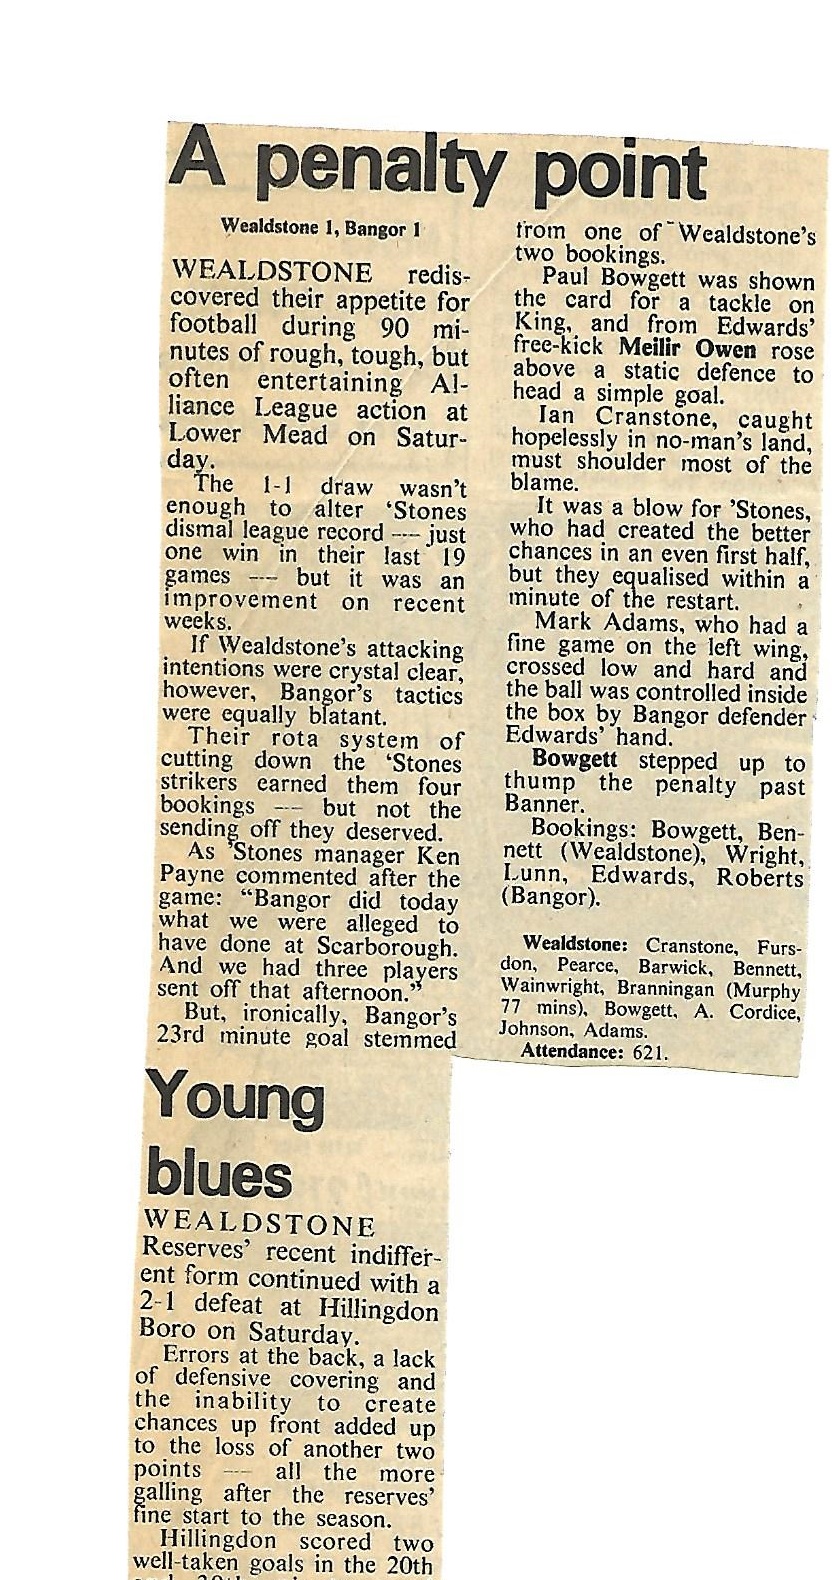 A penalty point
Wealdstone 1, Bangor 1
WEALDSTONE redis-
covered their appetite for
football during 90 mi-
nutes of rough, tough, but
often entertaining Al-
liance League action at
Lower Mead on Satur-
day.
The 1-1 draw wasn't
enough to alter 'Stones
dismal league record — just
one win in their last 19
games — but it was an
improvement on recent
weeks.
If Wealdstone's attacking
intentions were crystal clear,
however, Bangor's tactics
were equally blatant.
Their rota system of
cutting down the 'Stones
strikers earned them four
bookings — but not the
sending off they deserved.
As 'Stones manager Ken
Payne commented after the
game: "Bangor did today
what we were alleged to
have done at Scarborough.
And we had three players
sent off that afternoon."
But, ironically, Bangor's
23rd minute goal stemmed
from one of Wealdstone's
two bookings.
Paul Bowgett was shown
the card for a tackle on
King, and from Edwards'
free-kick Meilir Owen rose
above a static defence to
head a simple goal.
Ian Cranstone, caught
hopelessly in no-man's land,
must shoulder most of the
blame.
It was a blow for 'Stones,
who had created the better
chances in an even first half,
but they equalised within a
minute of the restart.
Mark Adams, who had a
fine game on the left wing,
crossed low and hard and
the ball was controlled inside
the box by Bangor defender
Edwards' hand.
Bowgett stepped up to
thump the penalty past
Banner.
Bookings: Bowgett, Ben-
nett (Wealdstone), Wright,
Lunn, Edwards, Roberts
(Bangor).
Wealdstone: Cranstone, Furs-
don, Pearce, Barwick, Bennett,
Wainwright, Branningan (Murphy
77 mins), Bowgett, A. Cordice,
Johnson, Adams.
Attendance: 621.
Young
blues
WEALDSTONE
Reserves' recent indiffer-
ent form continued with a
2-1 defeat at Hillingdon
Boro on Saturday.
Errors at the back, a lack
of defensive covering and
the inability to create
chances up front added up
to the loss of another two
points — all the more
galling after the reserves'
fine start to the season.
Hillingdon scored two
well-taken goals in the 20th